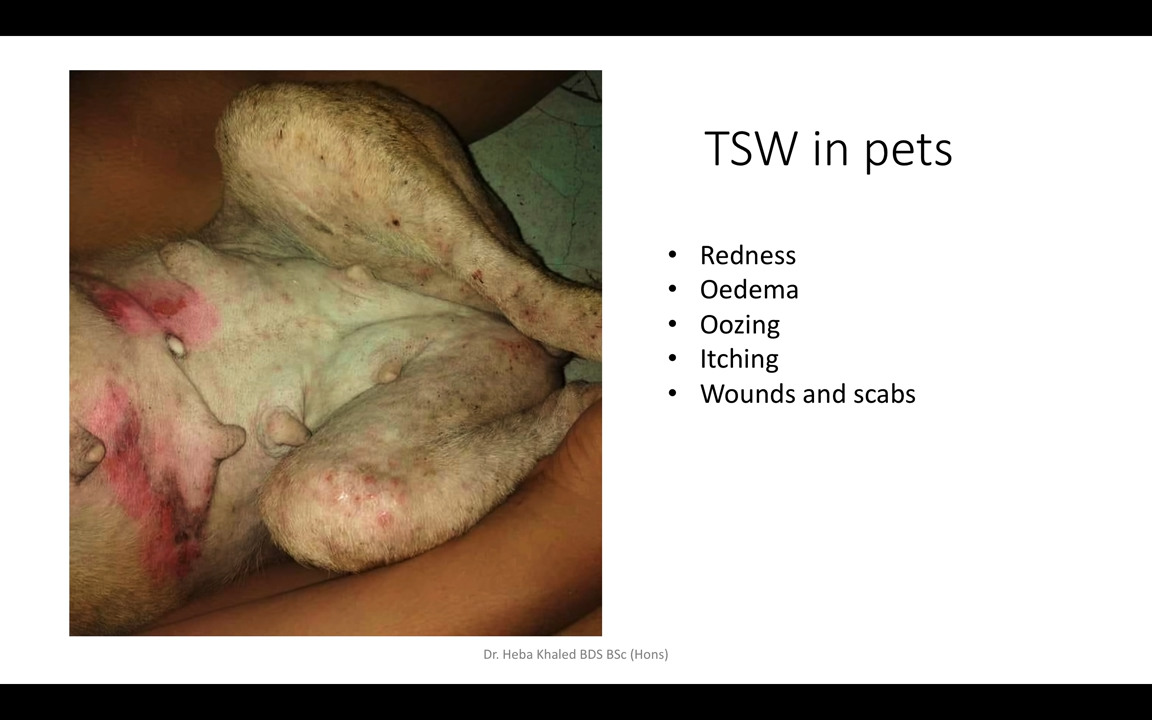 TSW in pets
• Redness
• Oedema
• Oozing
• Itching
• Wounds and scabs
Dr. Heba Khaled BDS BSc (Hons)